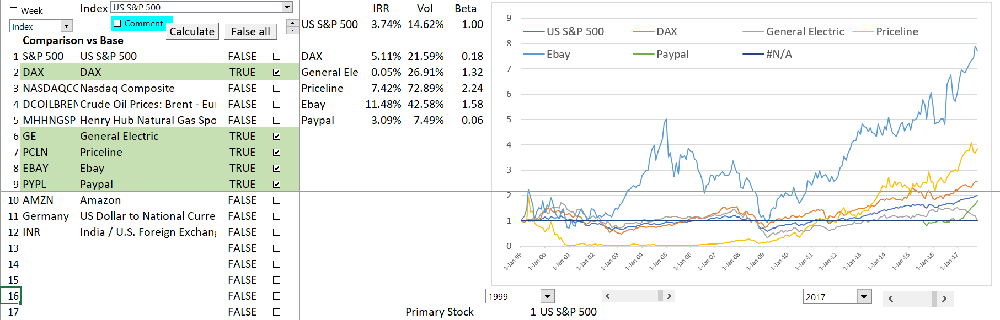 Week
Index US S&P 500
Index
Comment
Calculate
False all
Comparison vs Base
1 S&P 500 US S&P 500 FALSE
2 DAX DAX TRUE
3 NASDAQCC Nasdaq Composite FALSE
4 DCOILBREN Crude Oil Prices: Brent - Eu FALSE
5 MHHNGSP Henry Hub Natural Gas Spo FALSE
6 GE General Electric TRUE
7 PCLN Priceline TRUE
8 EBAY Ebay TRUE
9 PYPL Paypal TRUE
10 AMZN Amazon FALSE
11 Germany US Dollar to National Curre FALSE
12 INR India / U.S. Foreign Exchang FALSE
13 FALSE
14 FALSE
15 FALSE
16 FALSE
17 FALSE
IRR Vol Beta
US S&P 500 3.74% 14.62% 1.00
DAX 5.11% 21.59% 0.18
General Ele 0.05% 26.91% 1.32
Priceline 7.42% 72.89% 2.24
Ebay 11.48% 42.58% 1.58
Paypal 3.09% 7.49% 0.06
US S&P 500 DAX General Electric Priceline
Ebay Paypal #N/A
9
8
7
6
5
4
3
2
1
0
1-Jan-99 1-Jan-00 1-Jan-01 1-Jan-02 1-Jan-03 1-Jan-04 1-Jan-05 1-Jan-06 1-Jan-07 1-Jan-08 1-Jan-09 1-Jan-10 1-Jan-11 1-Jan-12 1-Jan-13 1-Jan-14 1-Jan-15 1-Jan-16 1-Jan-17
1999
2017
Primary Stock 1 US S&P 500